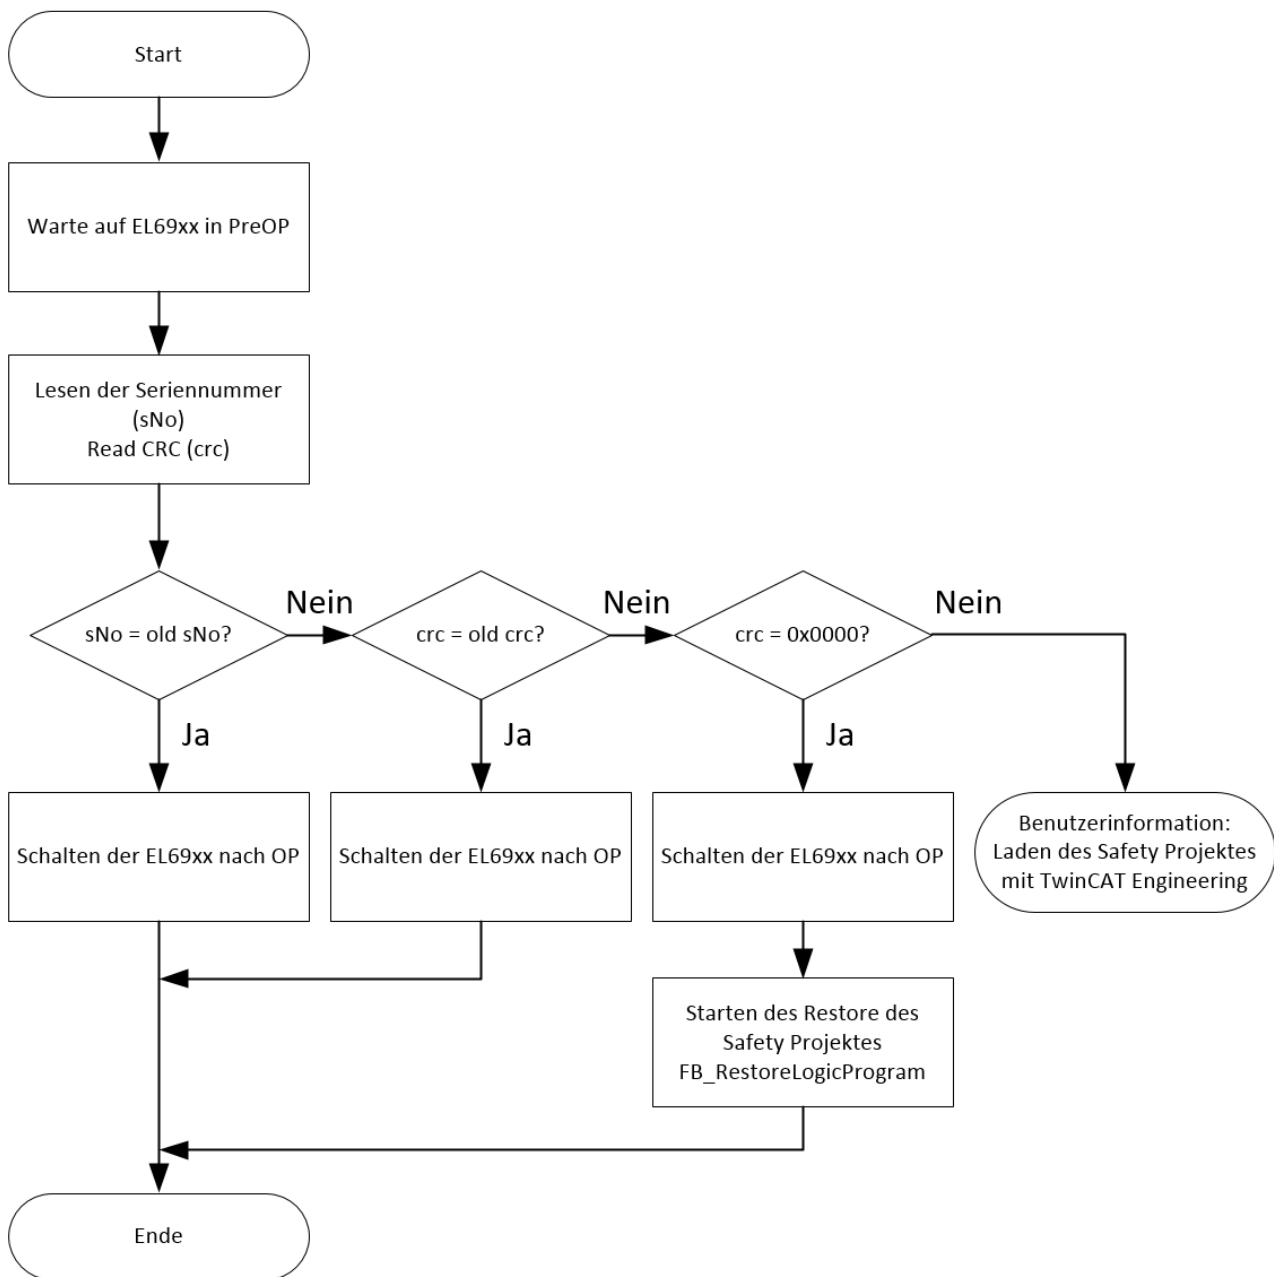 Start
Warte auf EL69xx in PreOP
Lesen der Seriennummer
(sNo)
Read CRC (crc)
sNo = old sNo?
Nein
crc = old crc?
Nein
crc = 0x0000?
Nein
Ja
Ja
Ja
Schalten der EL69xx nach OP
Schalten der EL69xx nach OP
Schalten der EL69xx nach OP
Benutzerinformation:
Laden des Safety Projektes
mit TwinCAT Engineering
Starten des Restore des
Safety Projektes
FB_RestoreLogicProgram
Ende